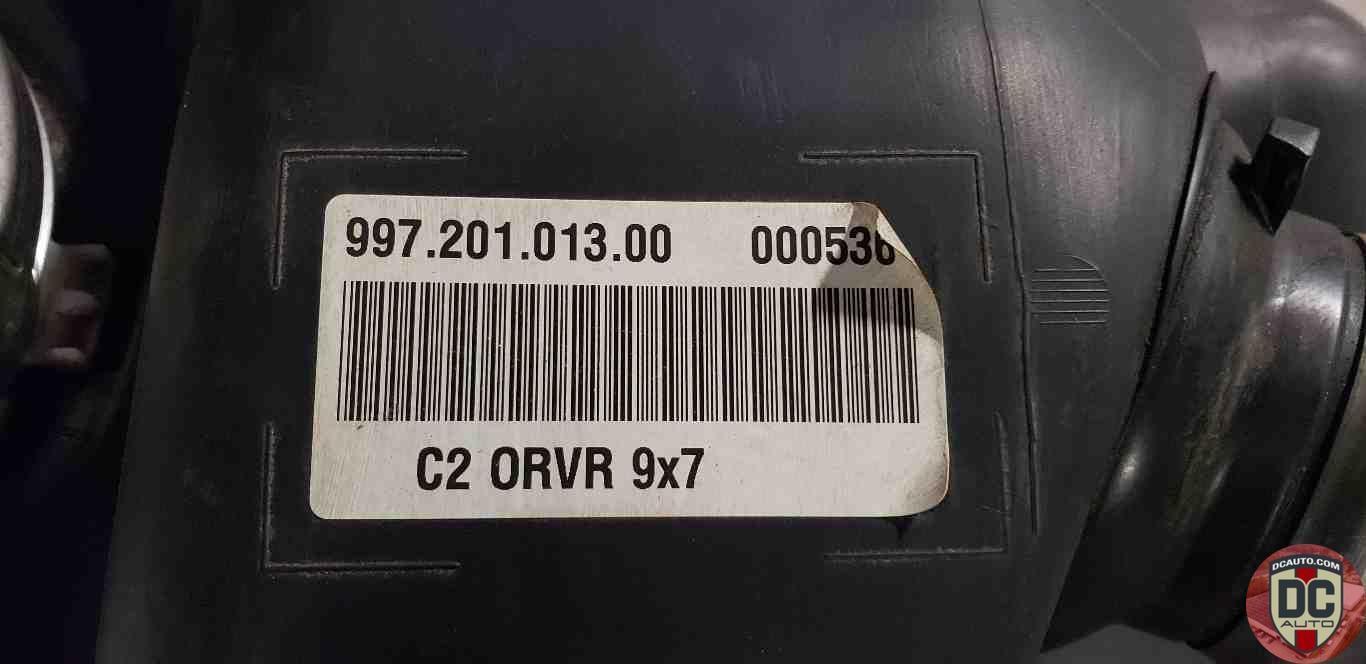 997.201.013.00 000536
C2 ORVR 9x7
DCAUTO.COM
DC
AUTO